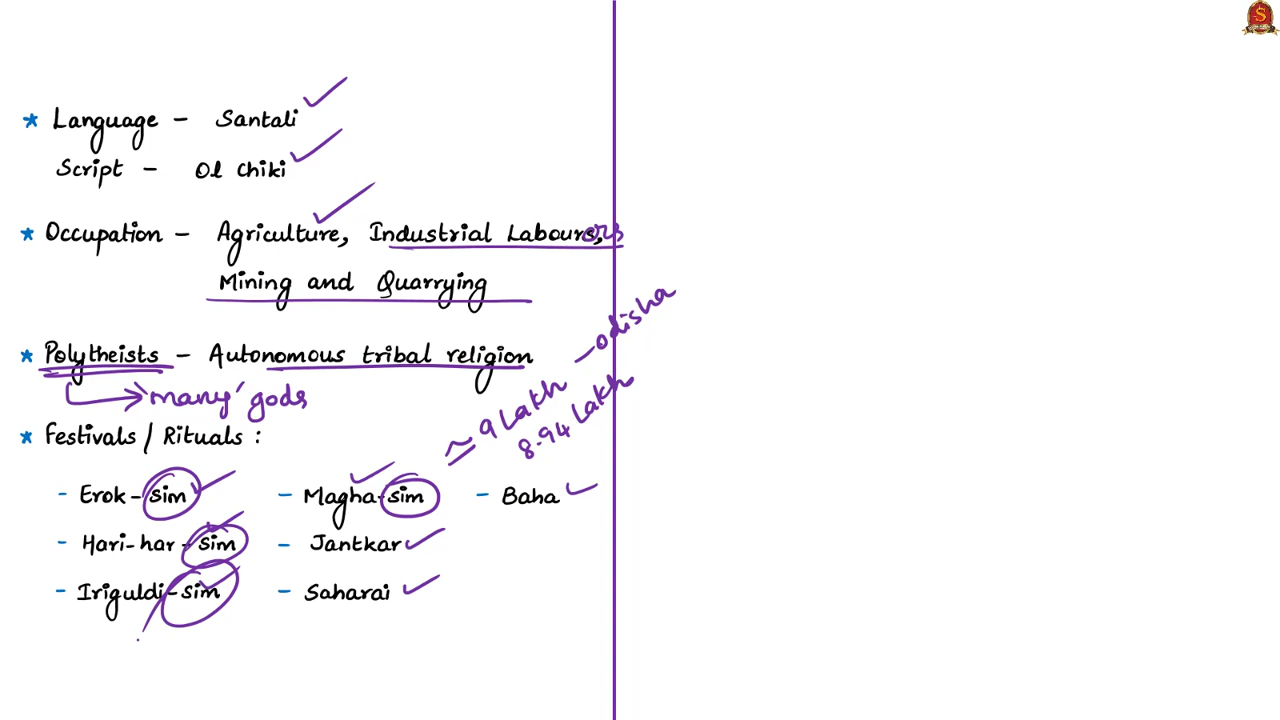 * Language - Santali
Script - Ol Chiki
* Occupation - Agriculture, Industrial Labours, ors
Mining and Quarrying
* Polytheists - Autonomous tribal religion
→ 'many' gods
- odisha
≈ 9 Lakh
8.94 Lakh
* Festivals / Rituals :
- Erok-sim - Magha-sim - Baha
- Hari-har-sim - Jantkar
- Iriguldi-sim - Saharai